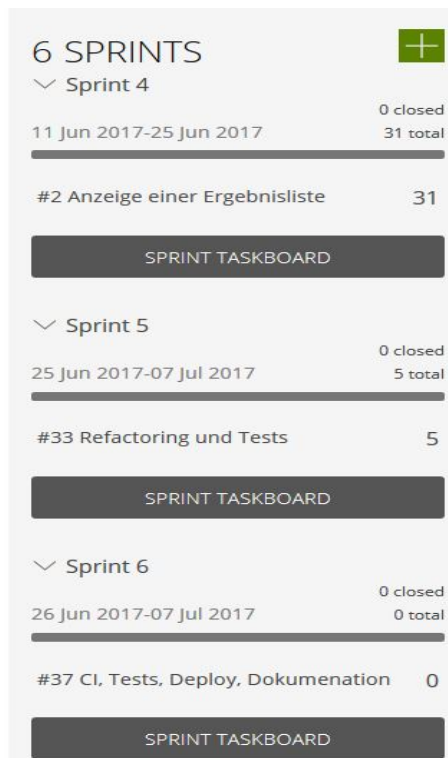 6 SPRINTS
Sprint 4
0 closed
11 Jun 2017-25 Jun 2017 31 total
#2 Anzeige einer Ergebnisliste 31
SPRINT TASKBOARD
Sprint 5
0 closed
25 Jun 2017-07 Jul 2017 5 total
#33 Refactoring und Tests 5
SPRINT TASKBOARD
Sprint 6
0 closed
26 Jun 2017-07 Jul 2017 0 total
#37 CI, Tests, Deploy, Dokumenation 0
SPRINT TASKBOARD